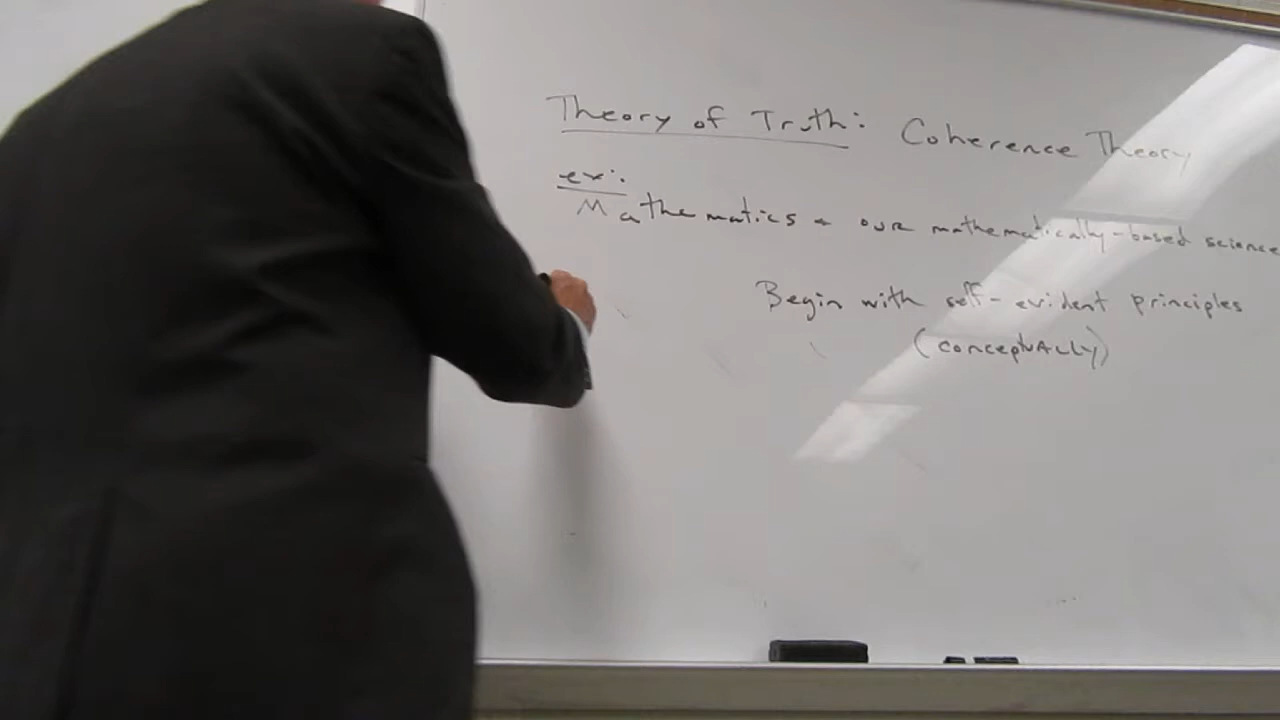 Theory of Truth: Coherence Theory
ex:
Mathematics + our mathematically-based science
Begin with self-evident principles
(conceptually)